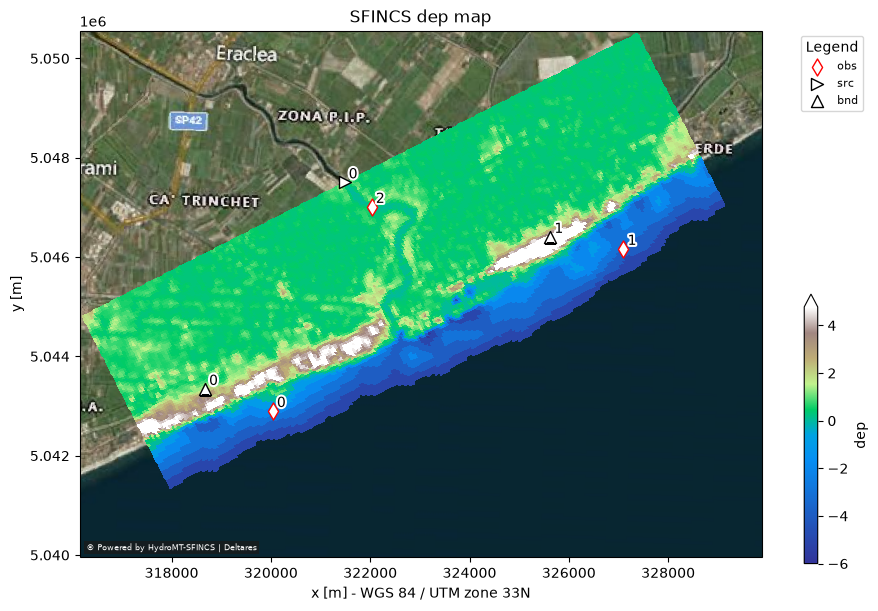 SFINCS dep map
1e6
5.050
5.048
5.046
5.044
5.042
5.040
y [m]
318000
320000
322000
324000
326000
328000
x [m] - WGS 84 / UTM zone 33N
Eraclea
ZONA P.I.P.
SP42
rami
CA' TRINCHET
ERDE
.A.
0
2
1
1
0
0
© Powered by HydroMT-SFINCS | Deltares
Legend
obs
src
bnd
4
2
0
−2
−4
−6
dep